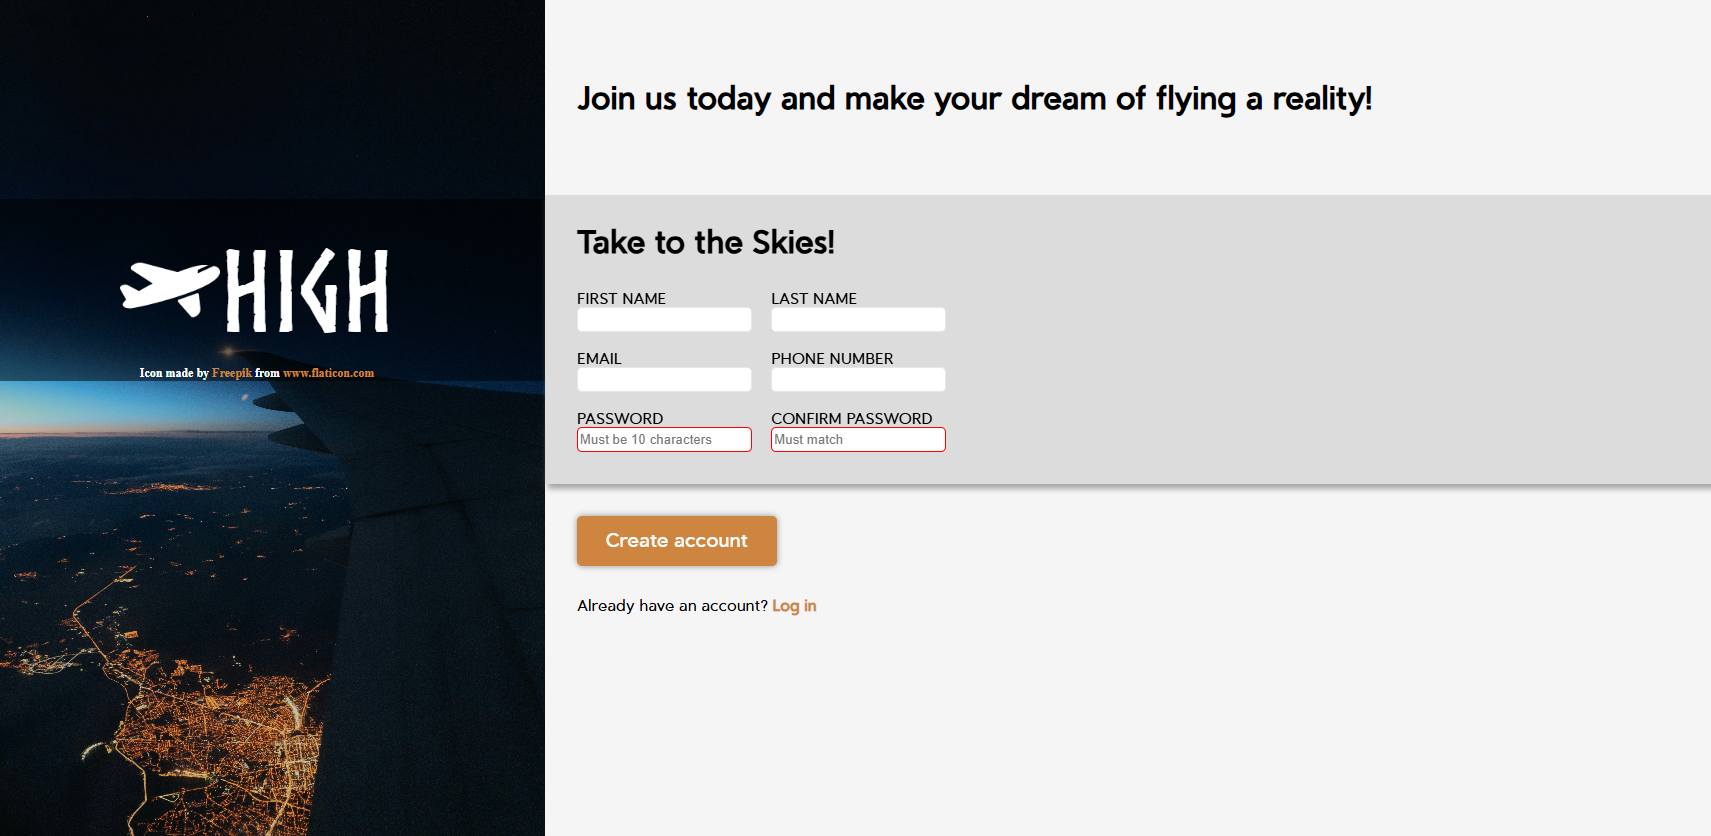 HIGH
Icon made by Freepik from www.flaticon.com
Join us today and make your dream of flying a reality!
Take to the Skies!
FIRST NAME LAST NAME
EMAIL PHONE NUMBER
PASSWORD CONFIRM PASSWORD
Must be 10 characters Must match
Create account
Already have an account? Log in